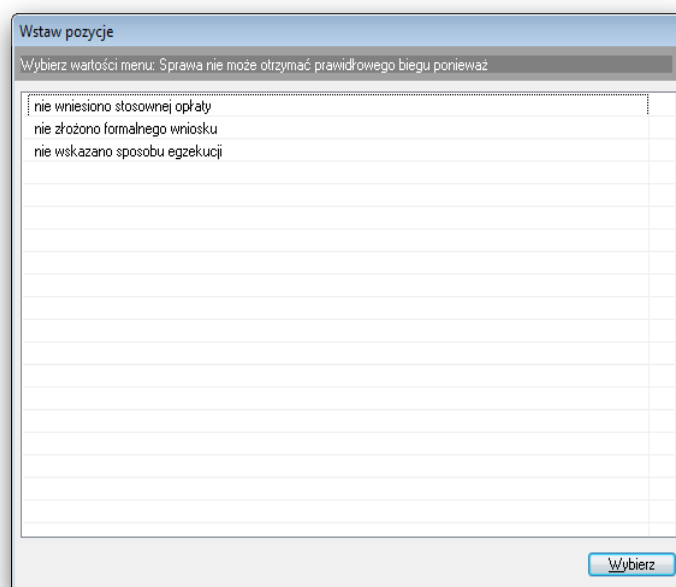 Wstaw pozycje
Wybierz wartości menu: Sprawa nie może otrzymać prawidłowego biegu ponieważ
nie wniesiono stosownej opłaty
nie złożono formalnego wniosku
nie wskazano sposobu egzekucji
Wybierz